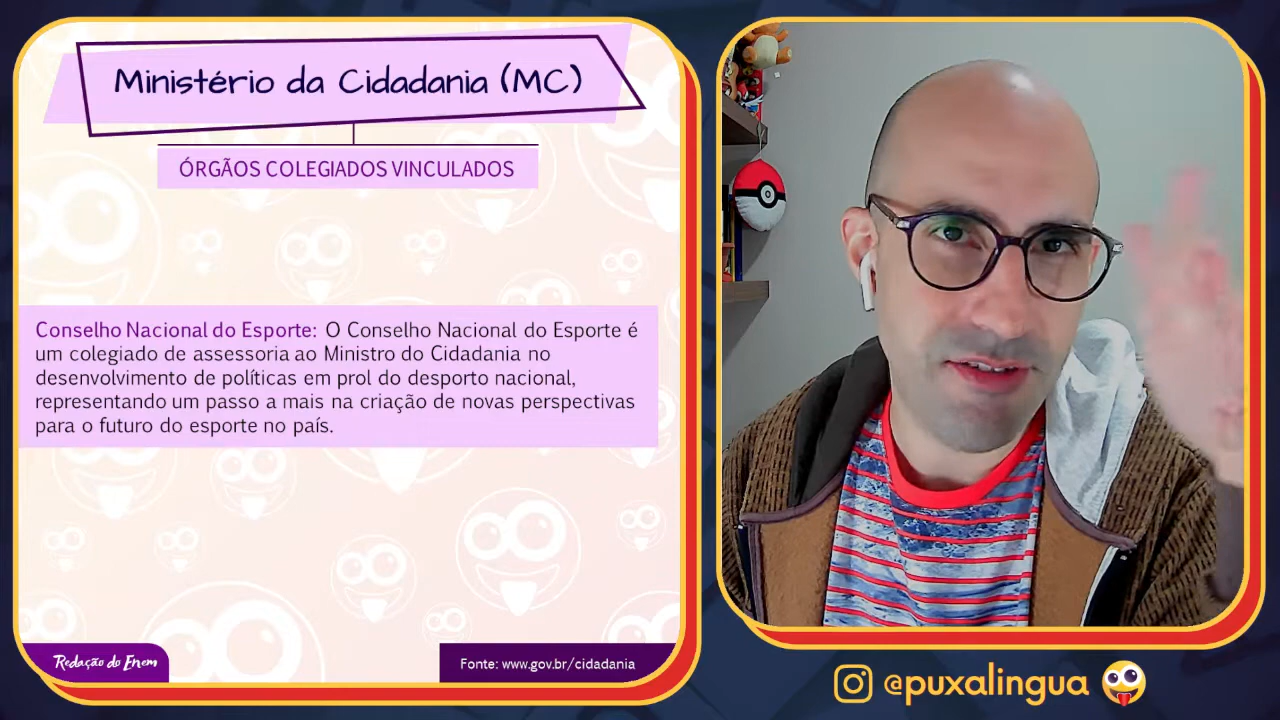 Ministério da Cidadania (MC)
ÓRGÃOS COLEGIADOS VINCULADOS
Conselho Nacional do Esporte: O Conselho Nacional do Esporte é
um colegiado de assessoria ao Ministro do Cidadania no
desenvolvimento de políticas em prol do desporto nacional,
representando um passo a mais na criação de novas perspectivas
para o futuro do esporte no país.
Redação do Enem
Fonte: www.gov.br/cidadania
@puxalingua